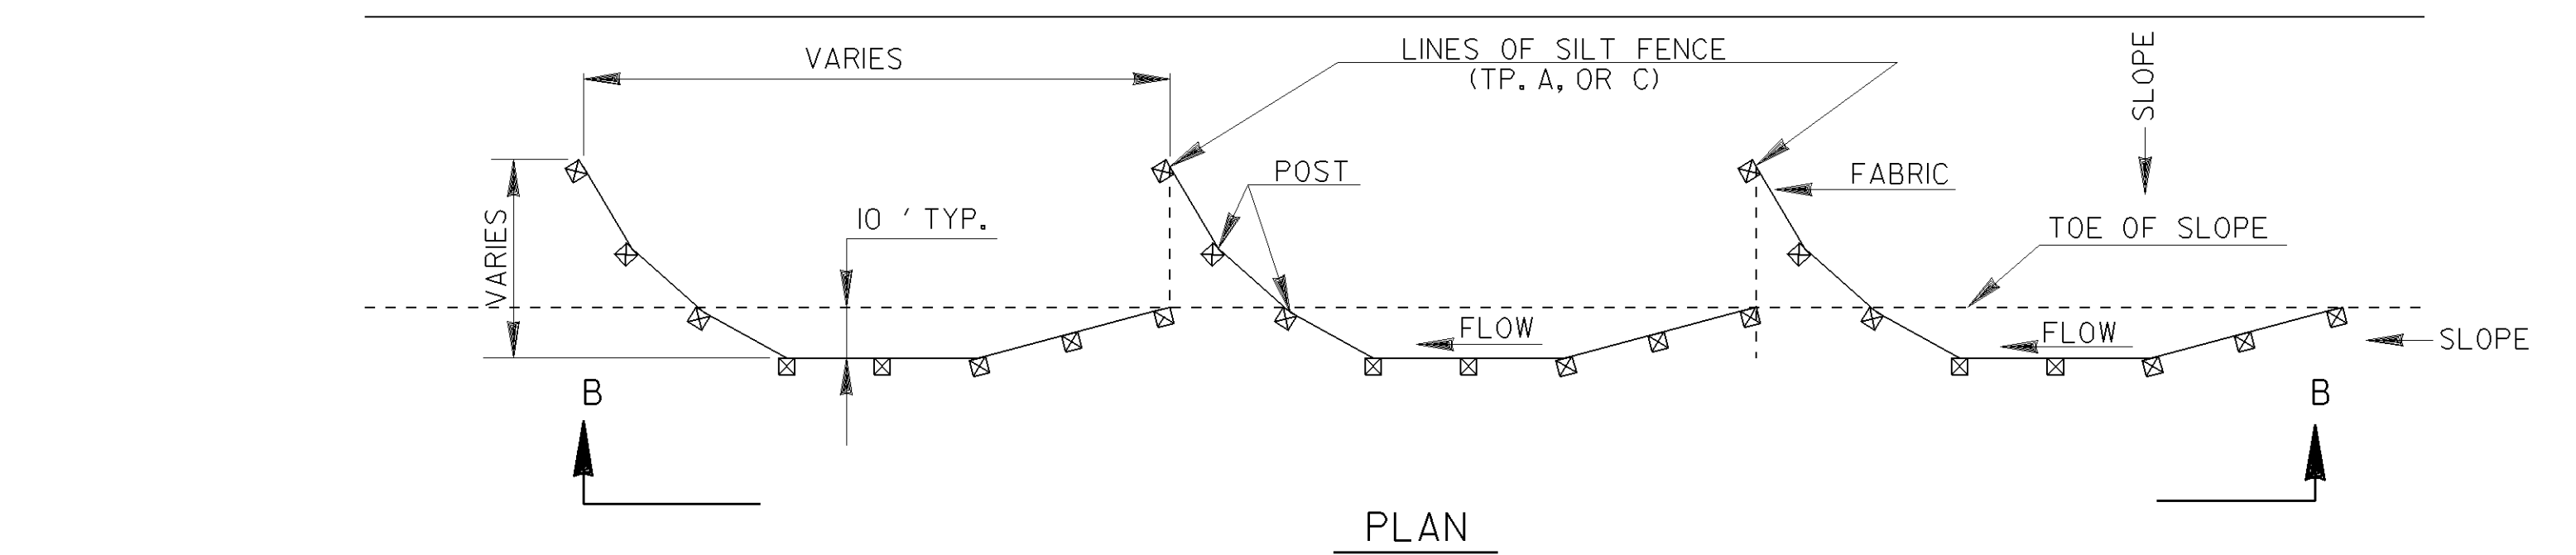 VARIES
LINES OF SILT FENCE
(TP. A, OR C)
SLOPE
POST
FABRIC
VARIES
10 ' TYP.
TOE OF SLOPE
FLOW
FLOW
SLOPE
B
B
PLAN